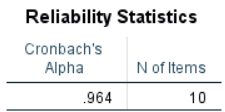 Reliability Statistics
Cronbach's
Alpha N of Items
.964 10